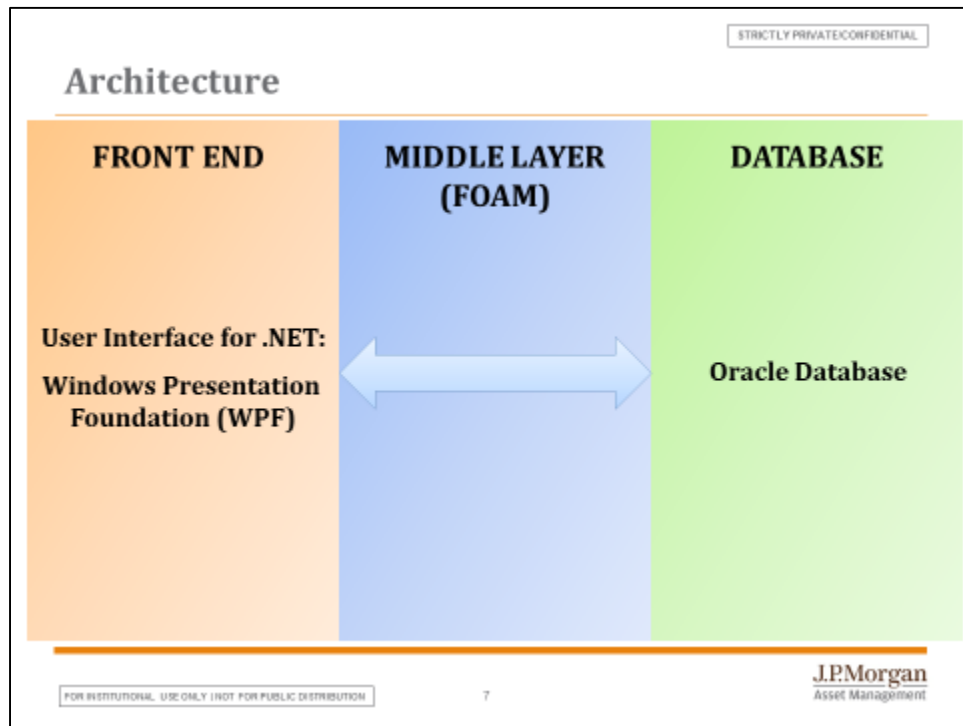 STRICTLY PRIVATE/CONFIDENTIAL
Architecture
FRONT END
MIDDLE LAYER
(FOAM)
DATABASE
User Interface for .NET:
Windows Presentation
Foundation (WPF)
Oracle Database
FOR INSTITUTIONAL USE ONLY | NOT FOR PUBLIC DISTRIBUTION
7
J.P.Morgan
Asset Management